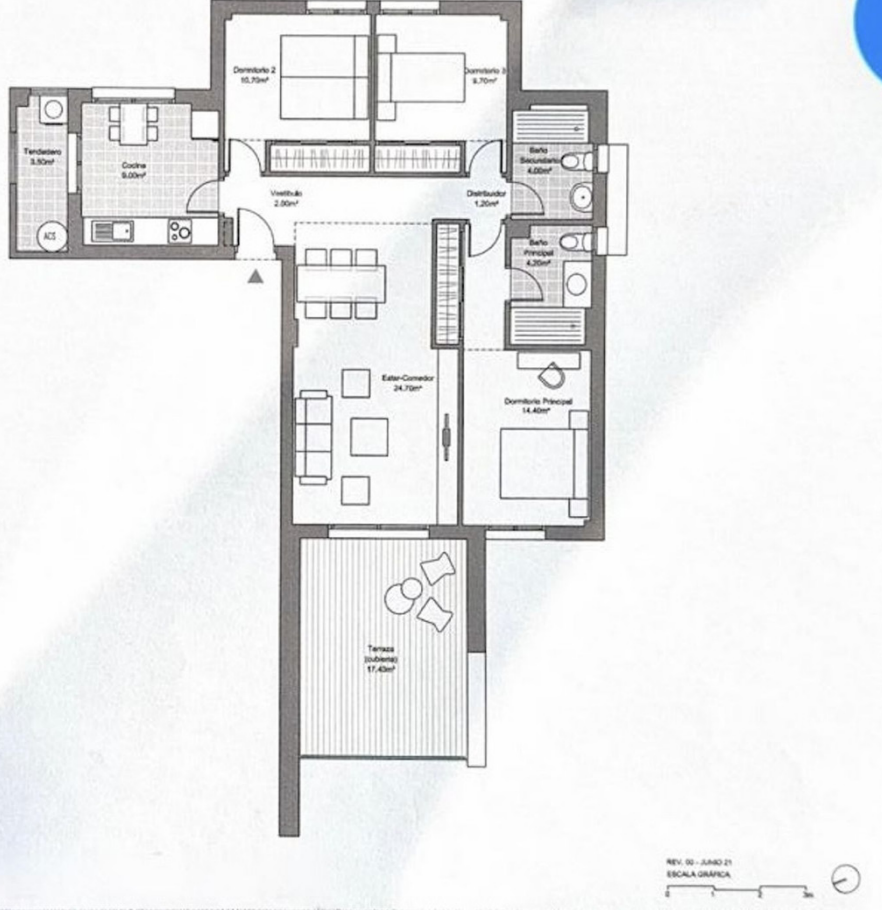 Dormitorio 2
10.70m²
Dormitorio 3
9.70m²
Tendedero
3.50m²
Cocina
9.00m²
Baño
Secundario
4.00m²
Vestíbulo
2.00m²
Distribuidor
1.20m²
ACS
Baño
Principal
4.20m²
Estar-Comedor
24.70m²
Dormitorio Principal
14.40m²
Terraza
(cubierta)
17.40m²
REV. 00 - JUNIO 21
ESCALA GRÁFICA
0 1 2 3m